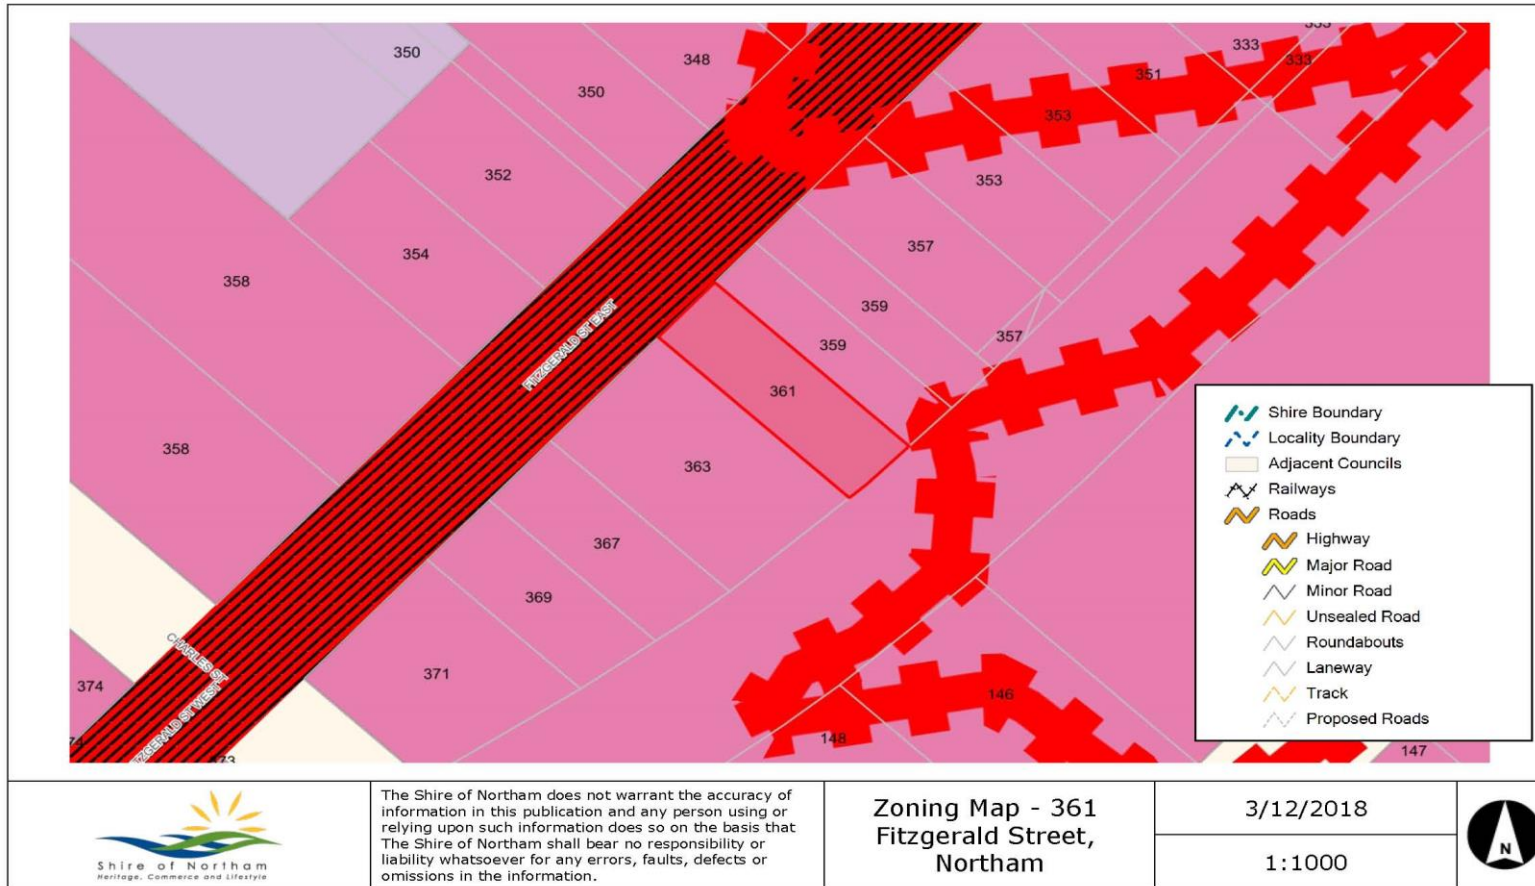 333
350
348
333
333
351
350
353
352
353
357
354
358
359
357
359
FITZGERALD ST EAST
361
358
363
367
369
CHARLES ST
371
374
FITZGERALD ST WEST
146
148
147
Shire Boundary
Locality Boundary
Adjacent Councils
Railways
Roads
Highway
Major Road
Minor Road
Unsealed Road
Roundabouts
Laneway
Track
Proposed Roads
Shire of Northam
Heritage, Commerce and Lifestyle
The Shire of Northam does not warrant the accuracy of
information in this publication and any person using or
relying upon such information does so on the basis that
The Shire of Northam shall bear no responsibility or
liability whatsoever for any errors, faults, defects or
omissions in the information.
Zoning Map - 361
Fitzgerald Street,
Northam
3/12/2018
1:1000
N